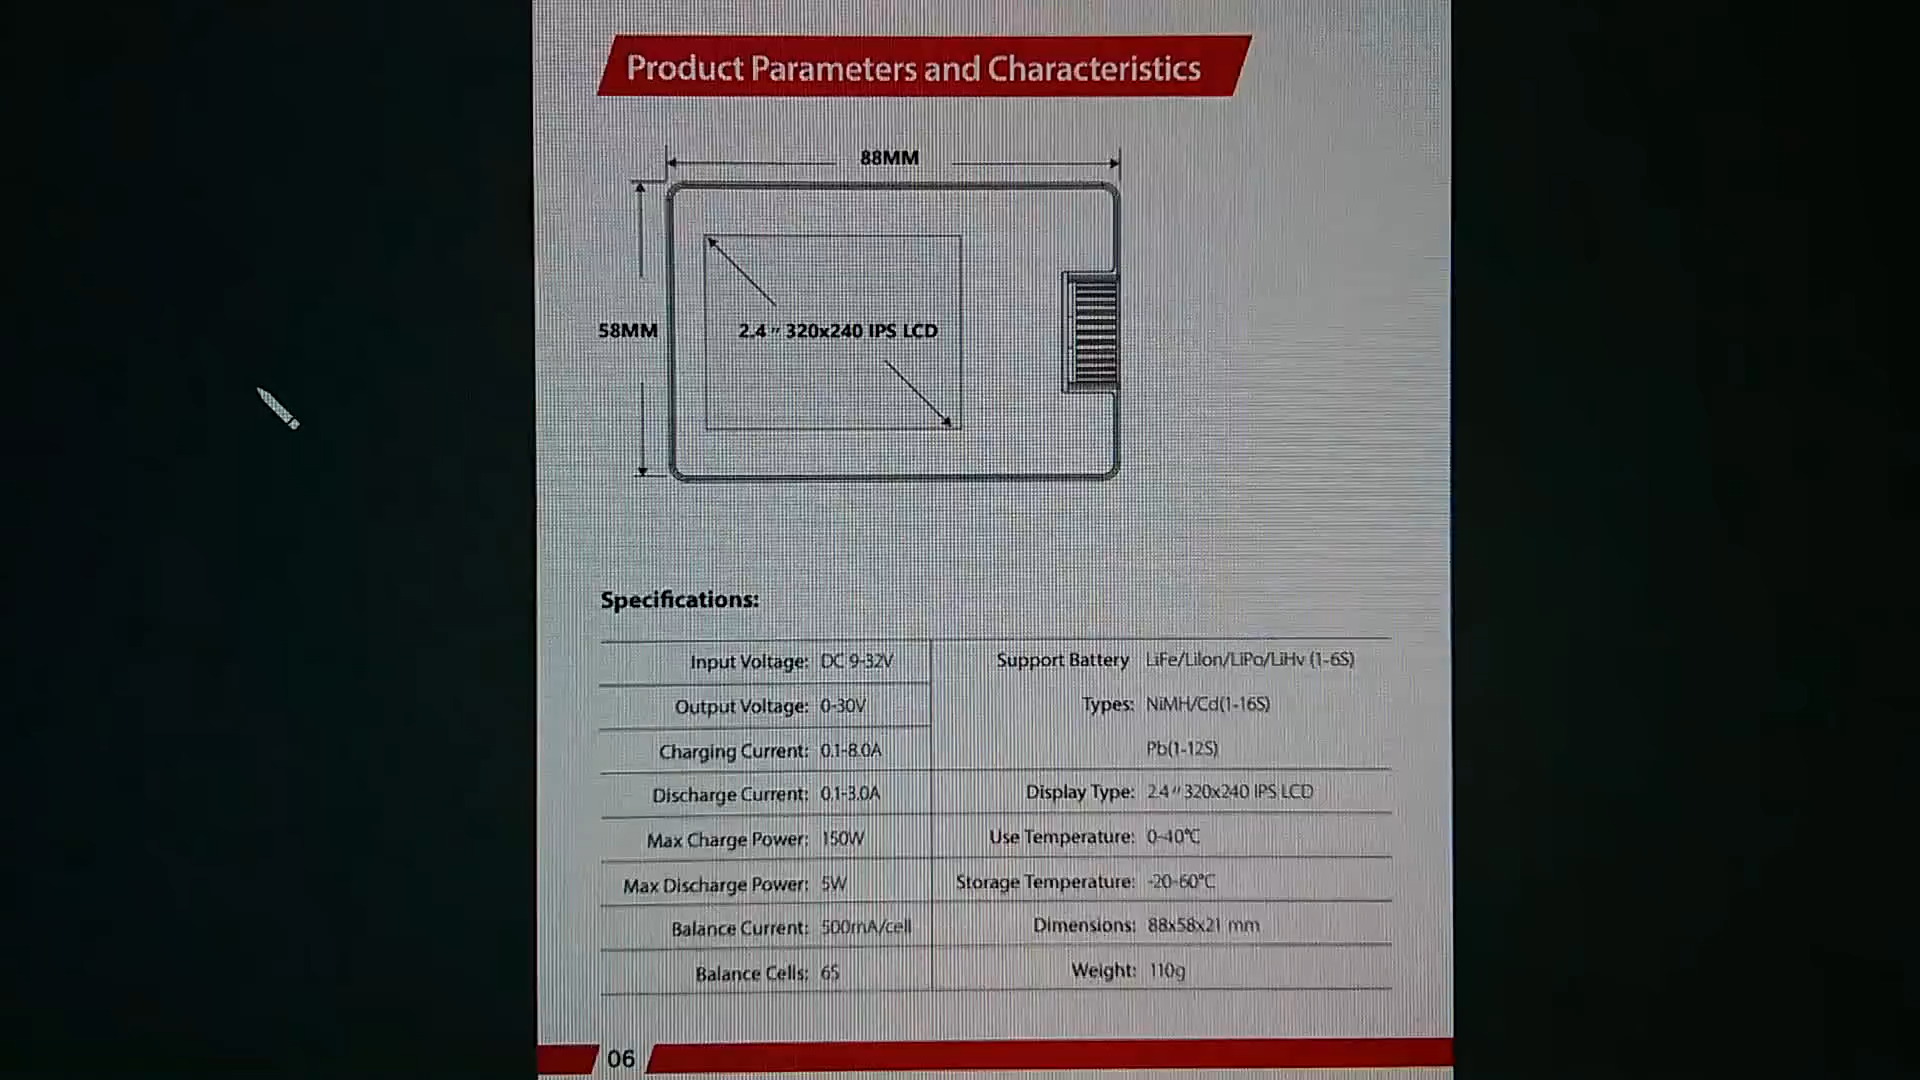 Product Parameters and Characteristics
88MM
58MM
2.4" 320x240 IPS LCD
Specifications:
Input Voltage: DC 9-32V
Output Voltage: 0-30V
Charging Current: 0.1-8.0A
Discharge Current: 0.1-3.0A
Max Charge Power: 150W
Max Discharge Power: 5W
Balance Current: 500mA/cell
Balance Cells: 6S
Support Battery LiFe/LiIon/LiPo/LiHv (1-6S)
Types: NiMH/Cd(1-16S)
Pb(1-12S)
Display Type: 2.4" 320x240 IPS LCD
Use Temperature: 0-40℃
Storage Temperature: -20-60℃
Dimensions: 88x58x21 mm
Weight: 110g
06